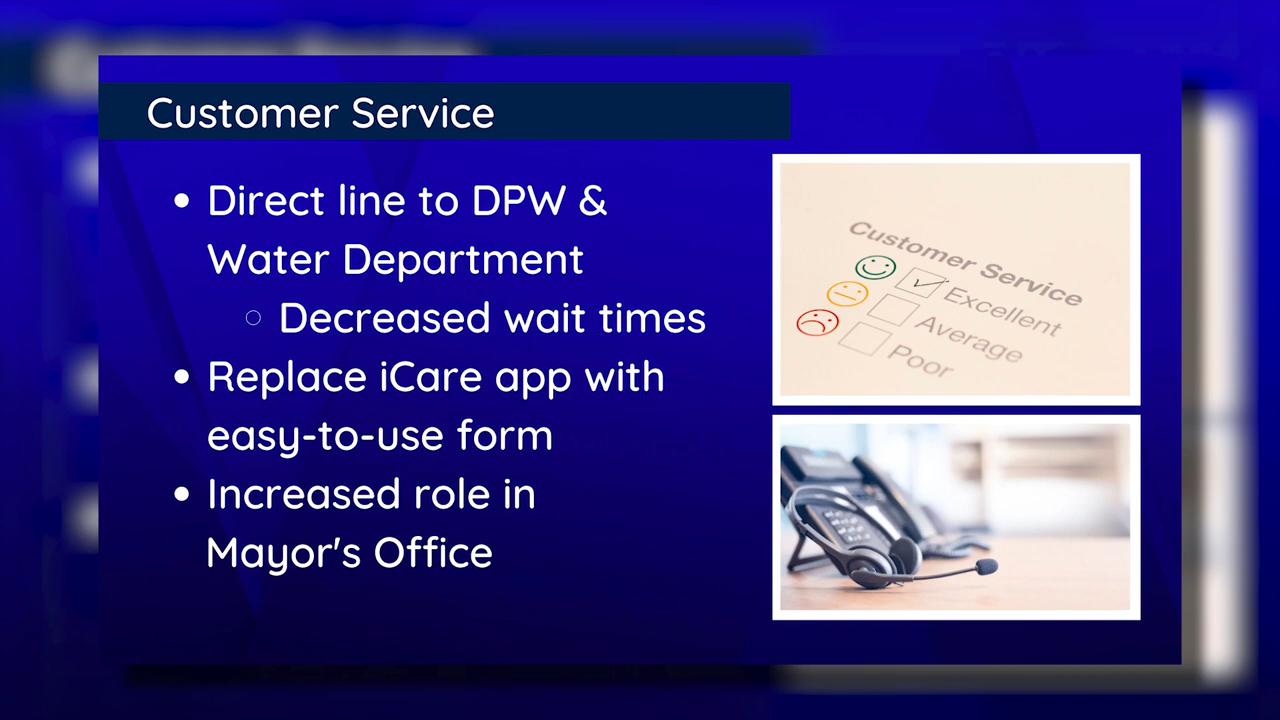 Customer Service
Direct line to DPW &
Water Department
Decreased wait times
Replace iCare app with
easy-to-use form
Increased role in
Mayor's Office
Customer Service
Excellent
Average
Poor